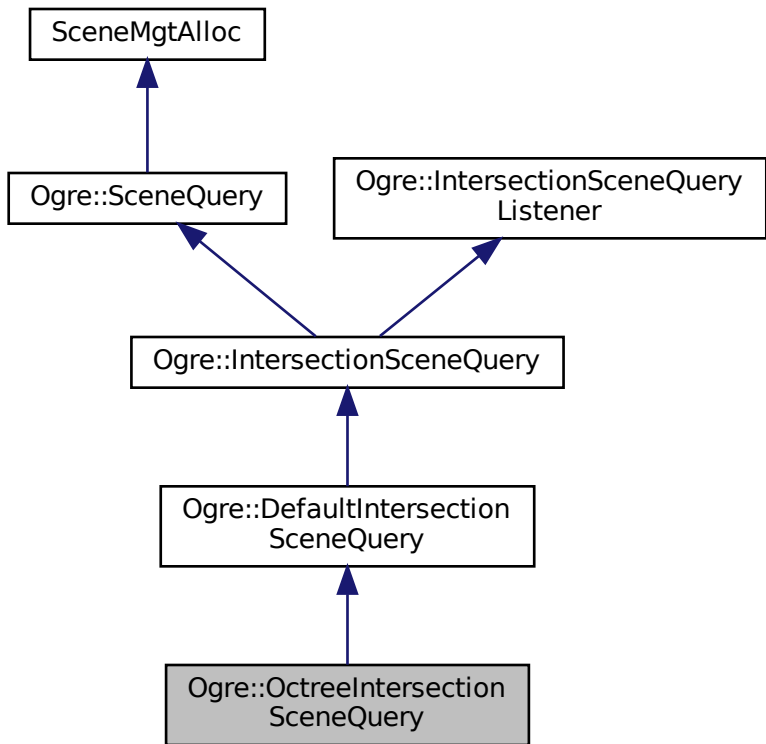 SceneMgtAlloc
Ogre::SceneQuery
Ogre::IntersectionSceneQuery
Listener
Ogre::IntersectionSceneQuery
Ogre::DefaultIntersection
SceneQuery
Ogre::OctreeIntersection
SceneQuery